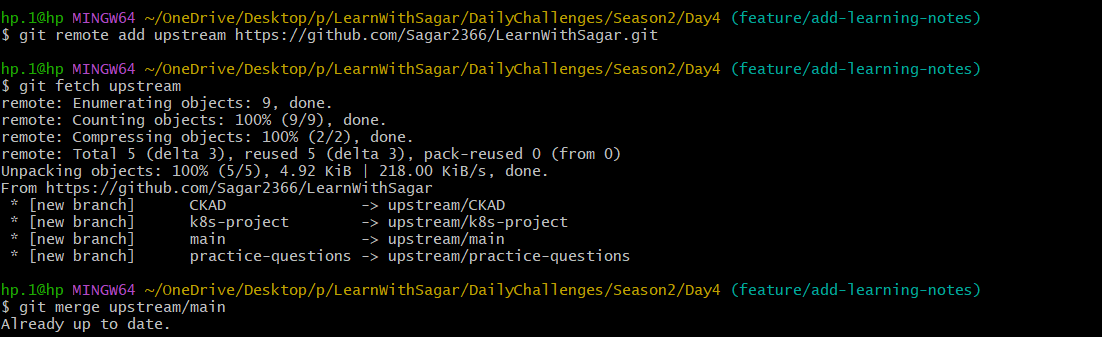 hp.1@hp MINGW64 ~/OneDrive/Desktop/p/LearnWithSagar/DailyChallenges/Season2/Day4 (feature/add-learning-notes)
$ git remote add upstream https://github.com/Sagar2366/LearnWithSagar.git
hp.1@hp MINGW64 ~/OneDrive/Desktop/p/LearnWithSagar/DailyChallenges/Season2/Day4 (feature/add-learning-notes)
$ git fetch upstream
remote: Enumerating objects: 9, done.
remote: Counting objects: 100% (9/9), done.
remote: Compressing objects: 100% (2/2), done.
remote: Total 5 (delta 3), reused 5 (delta 3), pack-reused 0 (from 0)
Unpacking objects: 100% (5/5), 4.92 KiB | 218.00 KiB/s, done.
From https://github.com/Sagar2366/LearnWithSagar
 * [new branch]      CKAD               -> upstream/CKAD
 * [new branch]      k8s-project        -> upstream/k8s-project
 * [new branch]      main               -> upstream/main
 * [new branch]      practice-questions -> upstream/practice-questions
hp.1@hp MINGW64 ~/OneDrive/Desktop/p/LearnWithSagar/DailyChallenges/Season2/Day4 (feature/add-learning-notes)
$ git merge upstream/main
Already up to date.